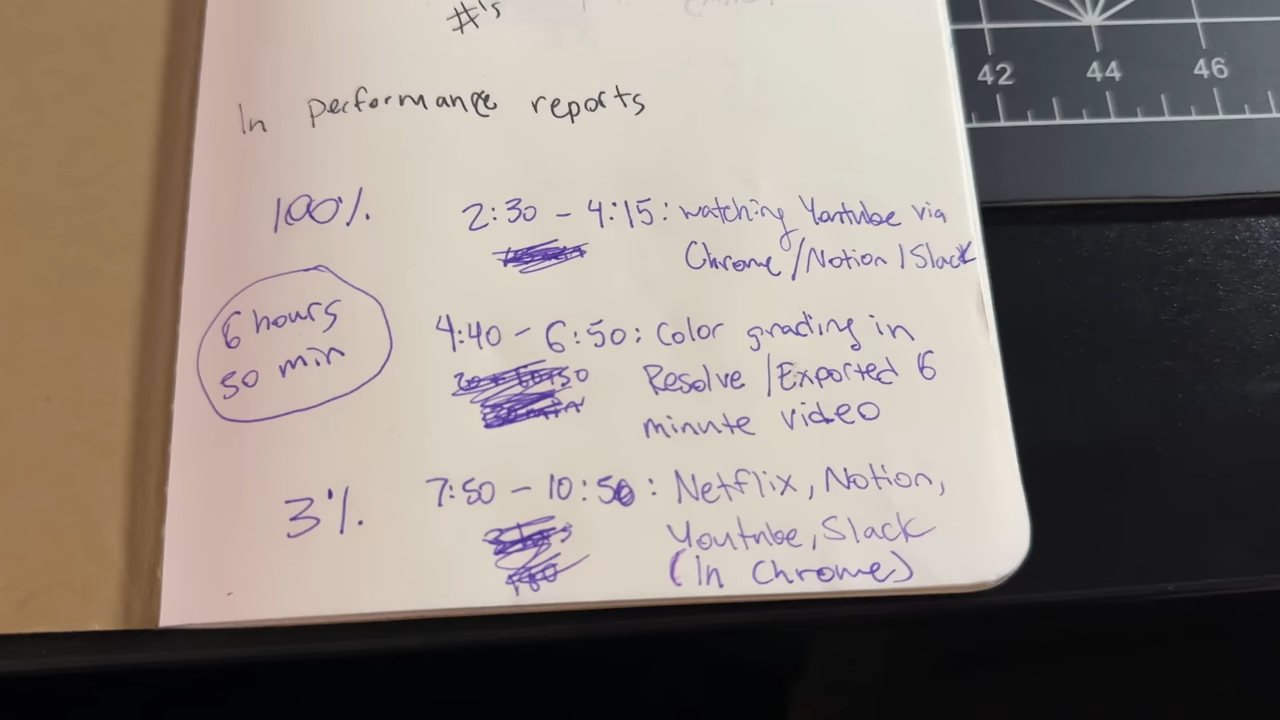 #'s
In performance reports
100%
2:30 - 4:15: watching Youtube via
Chrome/Notion/Slack
6 hours
50 min
4:40 - 6:50: Color grading in
Resolve/Exported 6
minute video
3%
7:50 - 10:50: Netflix, Notion,
Youtube, Slack
(In Chrome)
42 44 46